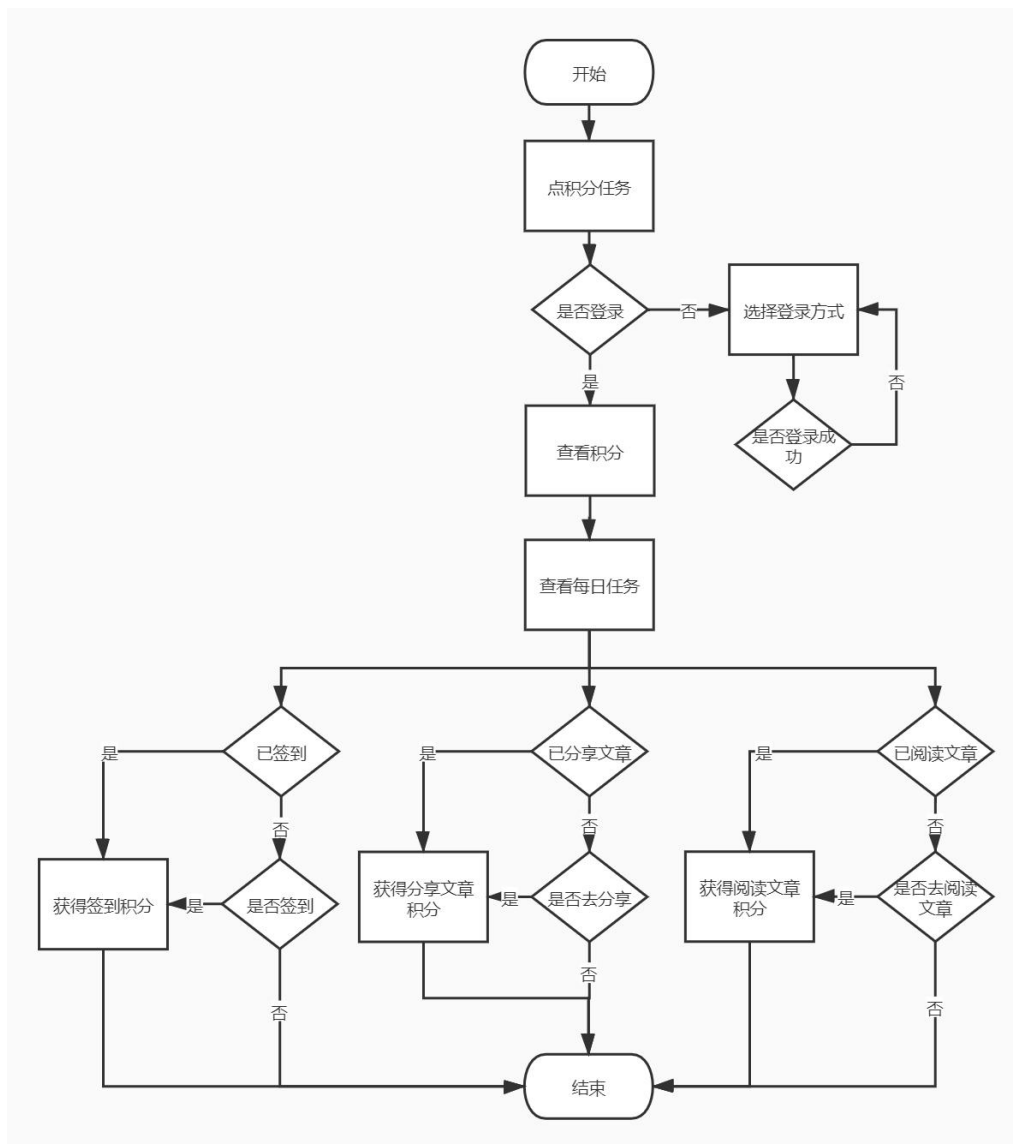 开始
点积分任务
是否登录
否
选择登录方式
是
否
查看积分
是否登录成
功
查看每日任务
已签到
已分享文章
已阅读文章
是
是
是
否
否
否
获得签到积分
是
是否签到
获得分享文章
积分
是
是否去分享
获得阅读文章
积分
是
是否去阅读
文章
否
否
否
结束